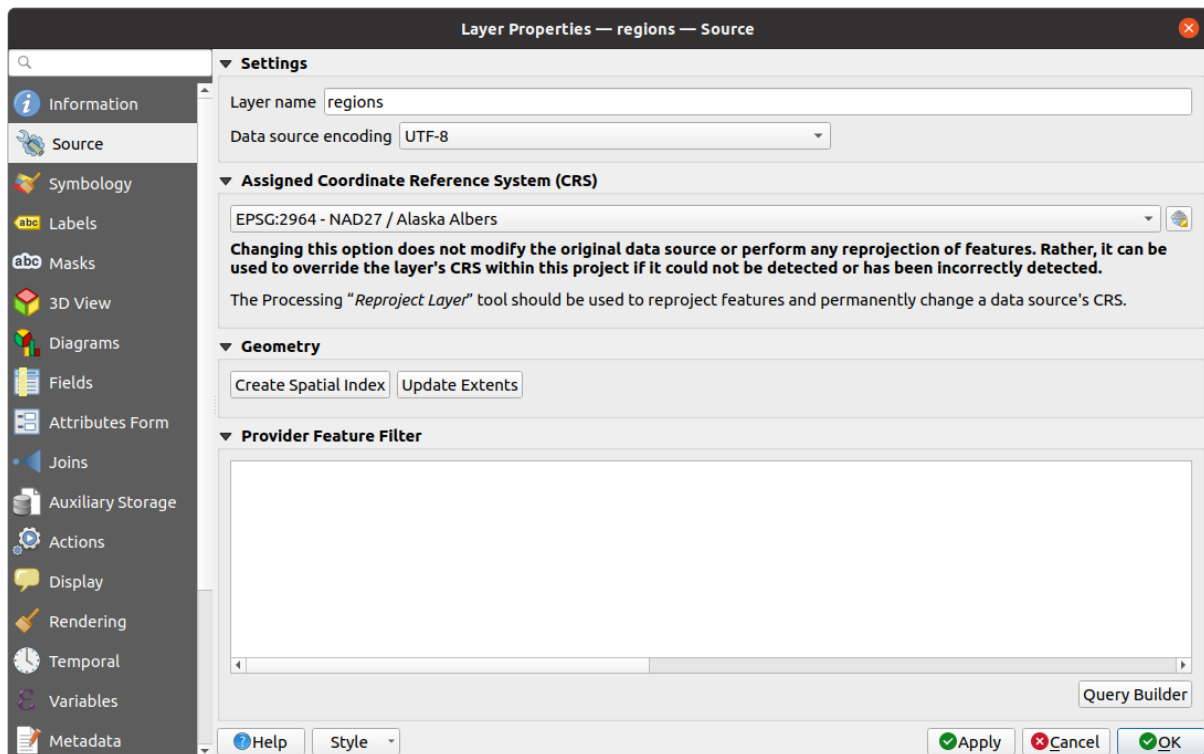 Layer Properties — regions — Source
Information
Source
Symbology
abc Labels
abc Masks
3D View
Diagrams
Fields
Attributes Form
Joins
Auxiliary Storage
Actions
Display
Rendering
Temporal
ε Variables
Metadata
Settings
Layer name regions
Data source encoding UTF-8
Assigned Coordinate Reference System (CRS)
EPSG:2964 - NAD27 / Alaska Albers
Changing this option does not modify the original data source or perform any reprojection of features. Rather, it can be
used to override the layer's CRS within this project if it could not be detected or has been incorrectly detected.
The Processing “Reproject Layer” tool should be used to reproject features and permanently change a data source's CRS.
Geometry
Create Spatial Index Update Extents
Provider Feature Filter
Query Builder
Help Style Apply Cancel OK